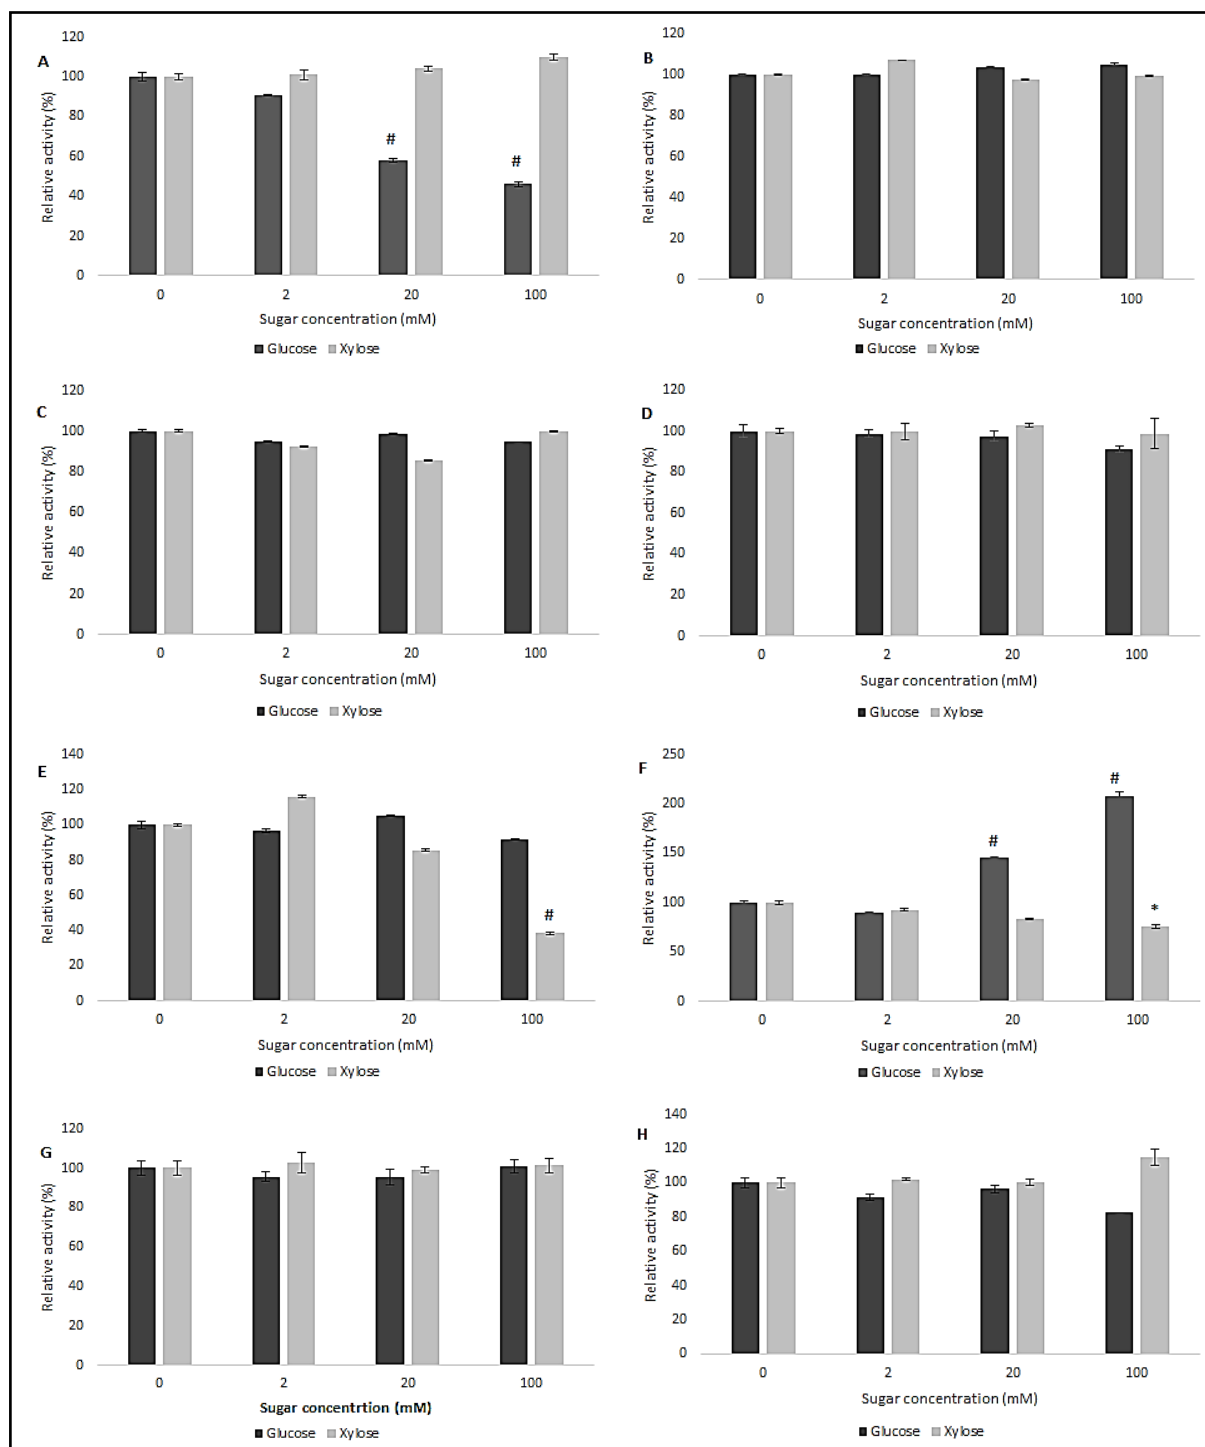 A
Relative activity (%)
120
100
80
60
40
20
0
#
#
0 2 20 100
Sugar concentration (mM)
Glucose Xylose
B
Relative activity (%)
120
100
80
60
40
20
0
0 2 20 100
Sugar concentration (mM)
Glucose Xylose
C
Relative activity (%)
120
100
80
60
40
20
0
0 2 20 100
Sugar concentration (mM)
Glucose Xylose
D
Relative activity (%)
120
100
80
60
40
20
0
0 2 20 100
Sugar concentration (mM)
Glucose Xylose
E
Relative activity (%)
140
120
100
80
60
40
20
0
#
0 2 20 100
Sugar concentration (mM)
Glucose Xylose
F
Relative activity (%)
250
200
150
100
50
0
#
#
*
0 2 20 100
Sugar concentration (mM)
Glucose Xylose
G
Relative activity (%)
120
100
80
60
40
20
0
0 2 20 100
Sugar concentrtion (mM)
Glucose Xylose
H
Relative activity (%)
140
120
100
80
60
40
20
0
0 2 20 100
Sugar concentration (mM)
Glucose Xylose